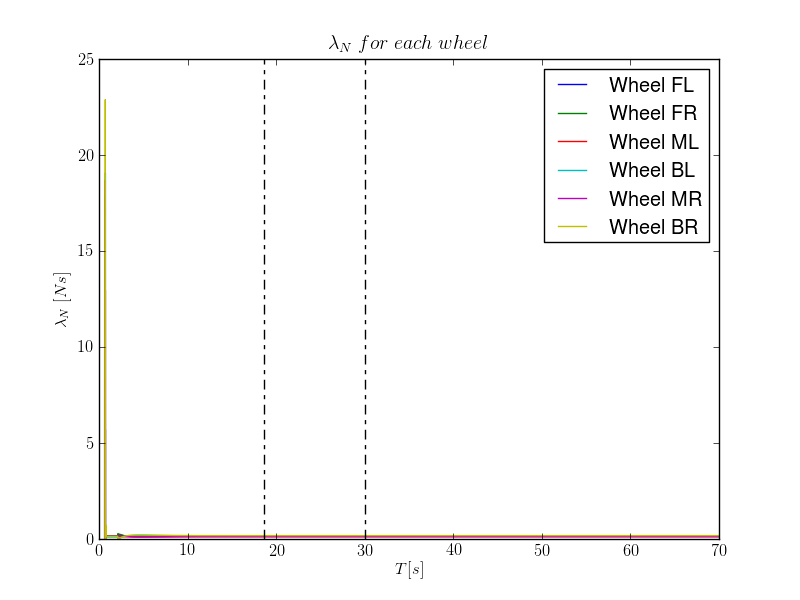 λ_N for each wheel
25
20
15
10
5
0
λ_N [Ns]
Wheel FL
Wheel FR
Wheel ML
Wheel BL
Wheel MR
Wheel BR
0 10 20 30 40 50 60 70
T[s]